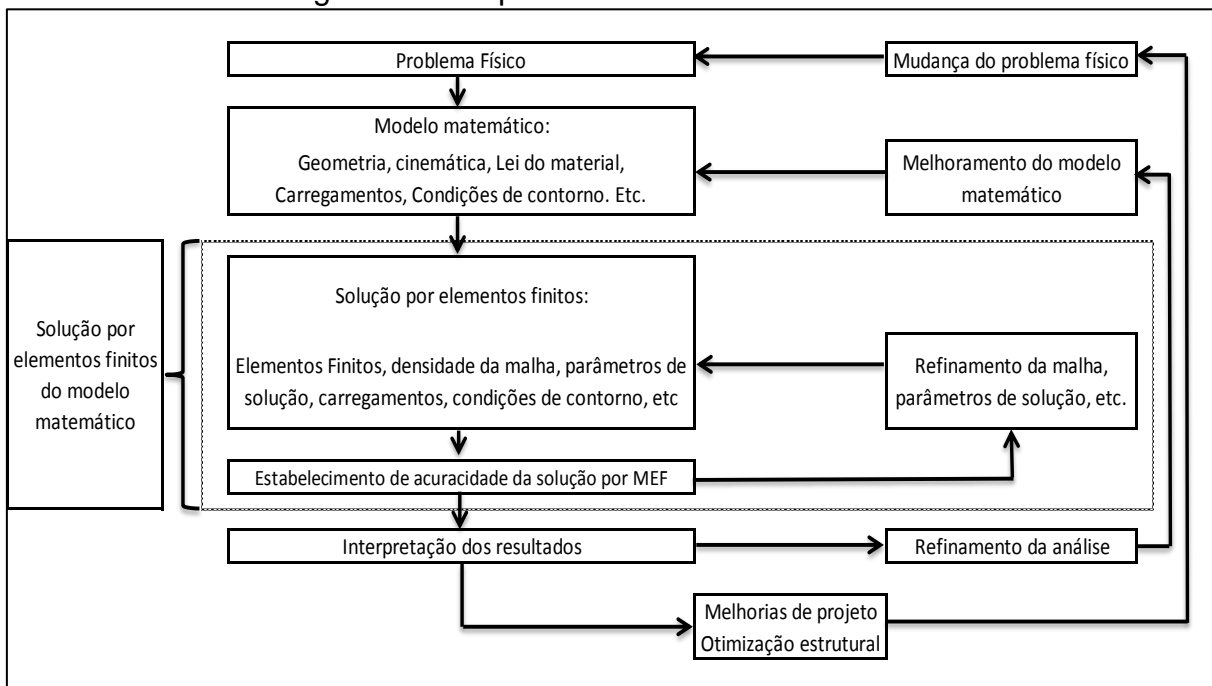 Problema Físico
Mudança do problema físico
Modelo matemático:
Geometria, cinemática, Lei do material,
Carregamentos, Condições de contorno. Etc.
Melhoramento do modelo
matemático
Solução por
elementos finitos
do modelo
matemático
Solução por elementos finitos:
Elementos Finitos, densidade da malha, parâmetros de
solução, carregamentos, condições de contorno, etc
Refinamento da malha,
parâmetros de solução, etc.
Estabelecimento de acuracidade da solução por MEF
Interpretação dos resultados
Refinamento da análise
Melhorias de projeto
Otimização estrutural